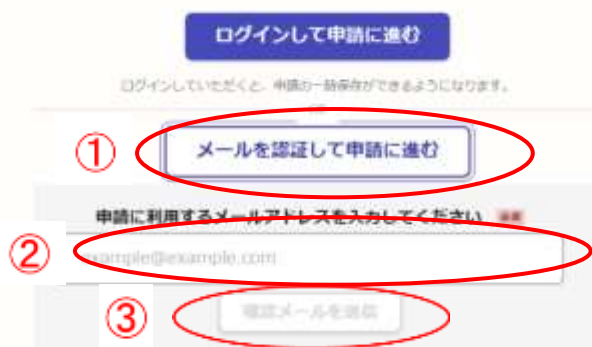 ログインして申請に進む
ログインしていただくと、申請の一時保存ができるようになります。
① メールを認証して申請に進む
申請に利用するメールアドレスを入力してください 必須
② example@example.com
③ 確認メールを送信